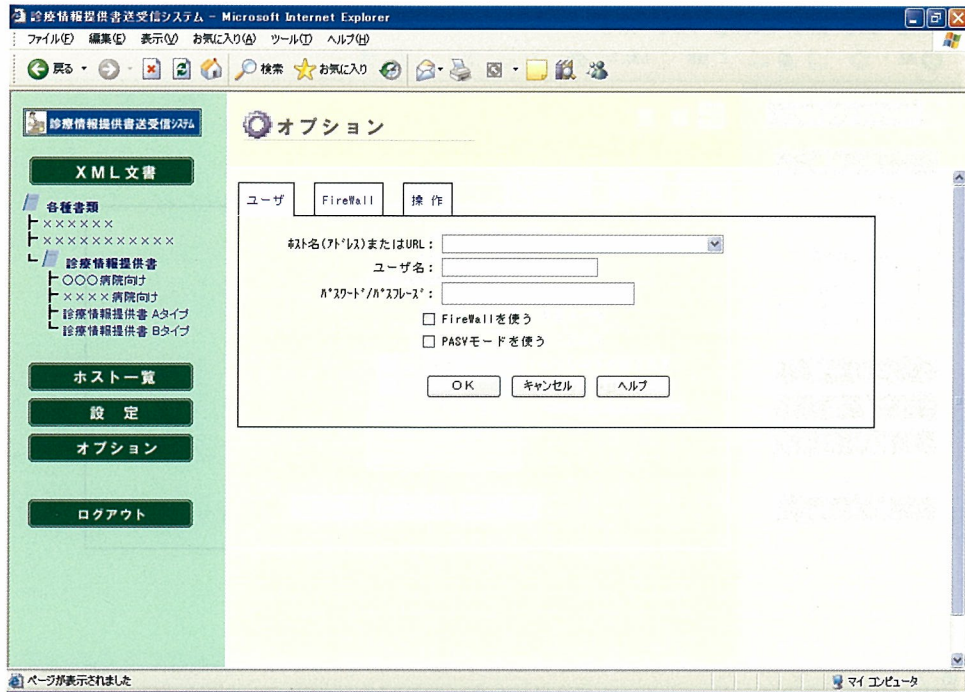 診療情報提供書送受信システム - Microsoft Internet Explorer
ファイル(F) 編集(E) 表示(V) お気に入り(A) ツール(T) ヘルプ(H)
戻る 検索 お気に入り
診療情報提供書送受信システム
オプション
XML文書
各種書類
××××××
×××××××××××
診療情報提供書
○○○病院向け
××××病院向け
診療情報提供書 Aタイプ
診療情報提供書 Bタイプ
ホスト一覧
設 定
オプション
ログアウト
ユーザ FireWall 操 作
ﾎｽﾄ名(ｱﾄﾞﾚｽ)またはURL：
ユーザ名：
ﾊﾟｽﾜｰﾄﾞ/ﾊﾟｽﾌﾚｰｽﾞ：
FireWallを使う
PASVモードを使う
OK キャンセル ヘルプ
ページが表示されました マイ コンピュータ